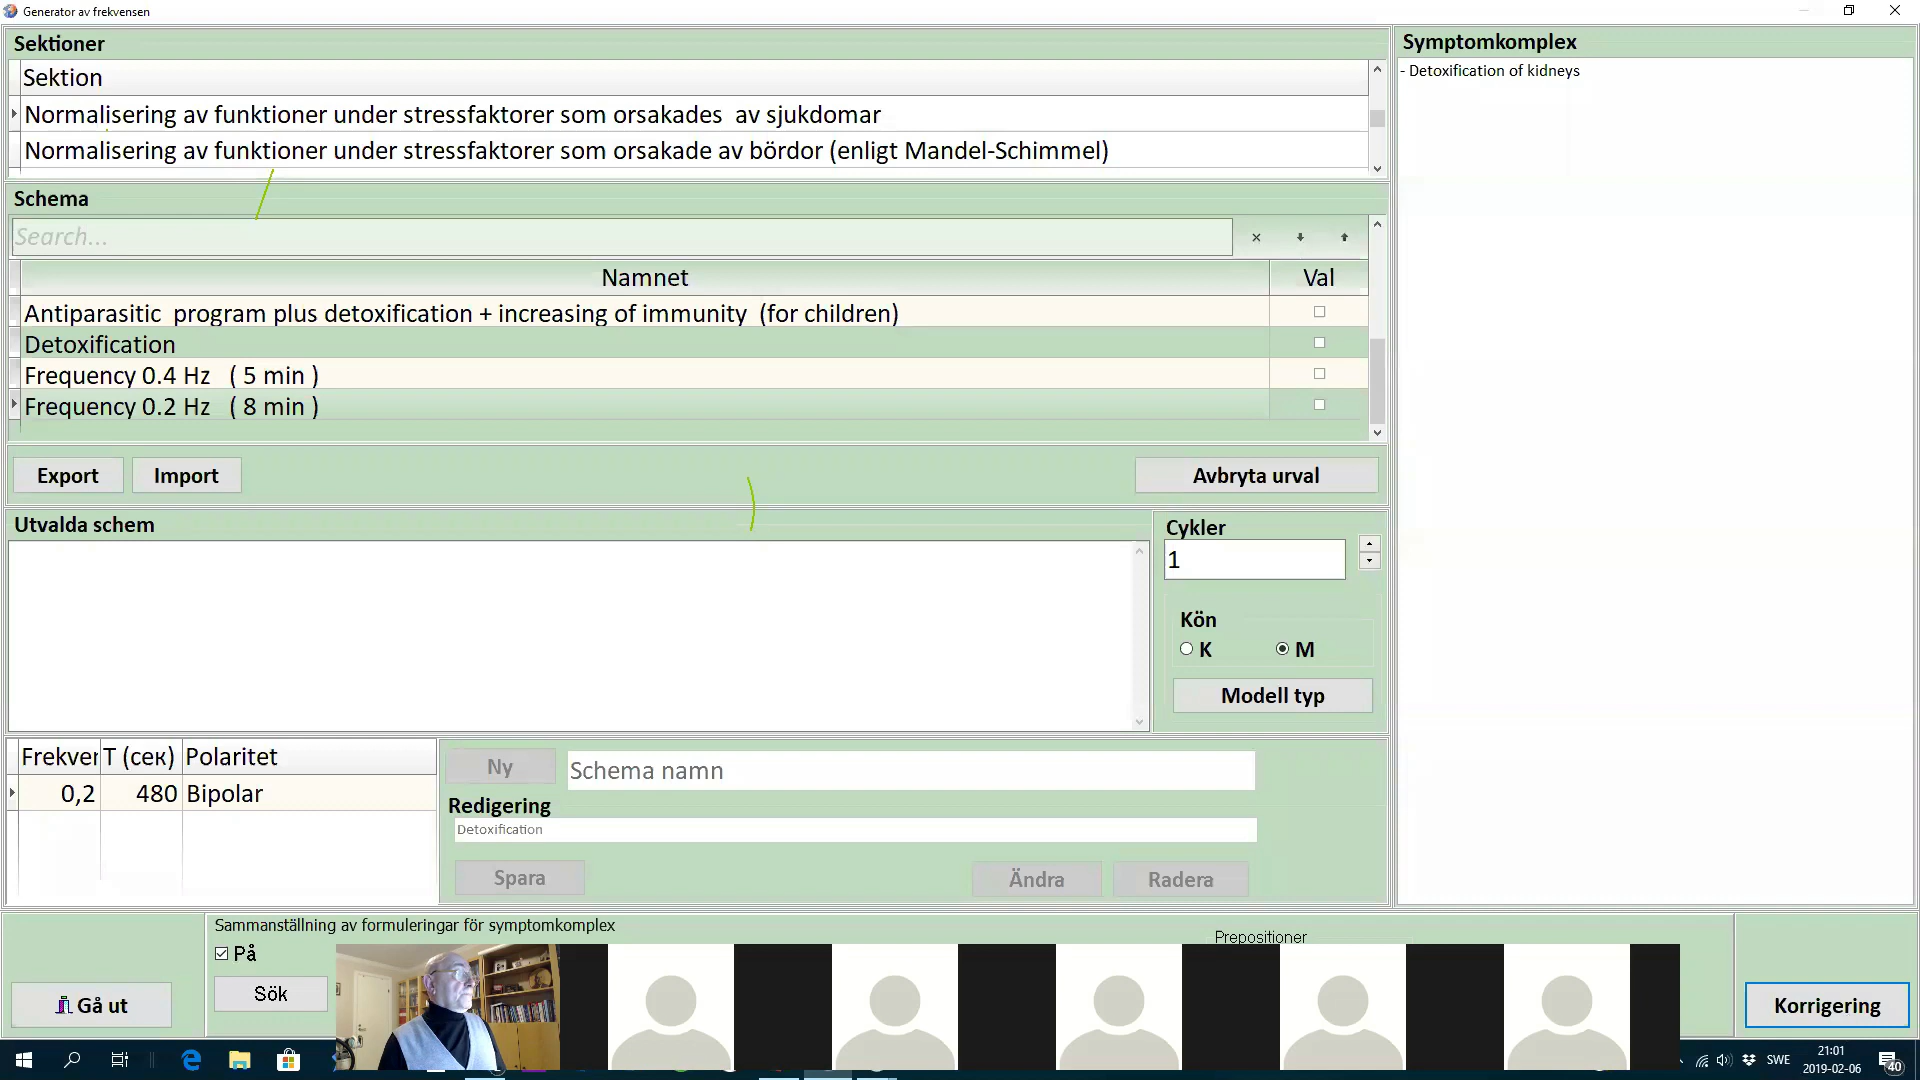 Generator av frekvensen
Sektioner
Sektion
Normalisering av funktioner under stressfaktorer som orsakades av sjukdomar
Normalisering av funktioner under stressfaktorer som orsakade av bördor (enligt Mandel-Schimmel)
Schema
Search...
Namnet Val
Antiparasitic program plus detoxification + increasing of immunity (for children)
Detoxification
Frequency 0.4 Hz ( 5 min )
Frequency 0.2 Hz ( 8 min )
Export Import Avbryta urval
Utvalda schem
Cykler
1
Kön
K M
Modell typ
Frekver T (сек) Polaritet
0,2 480 Bipolar
Ny Schema namn
Redigering
Detoxification
Spara Ändra Radera
Symptomkomplex
- Detoxification of kidneys
Sammanställning av formuleringar för symptomkomplex
På
Sök
Prepositioner
Gå ut
Korrigering
SWE
21:01
2019-02-06
40